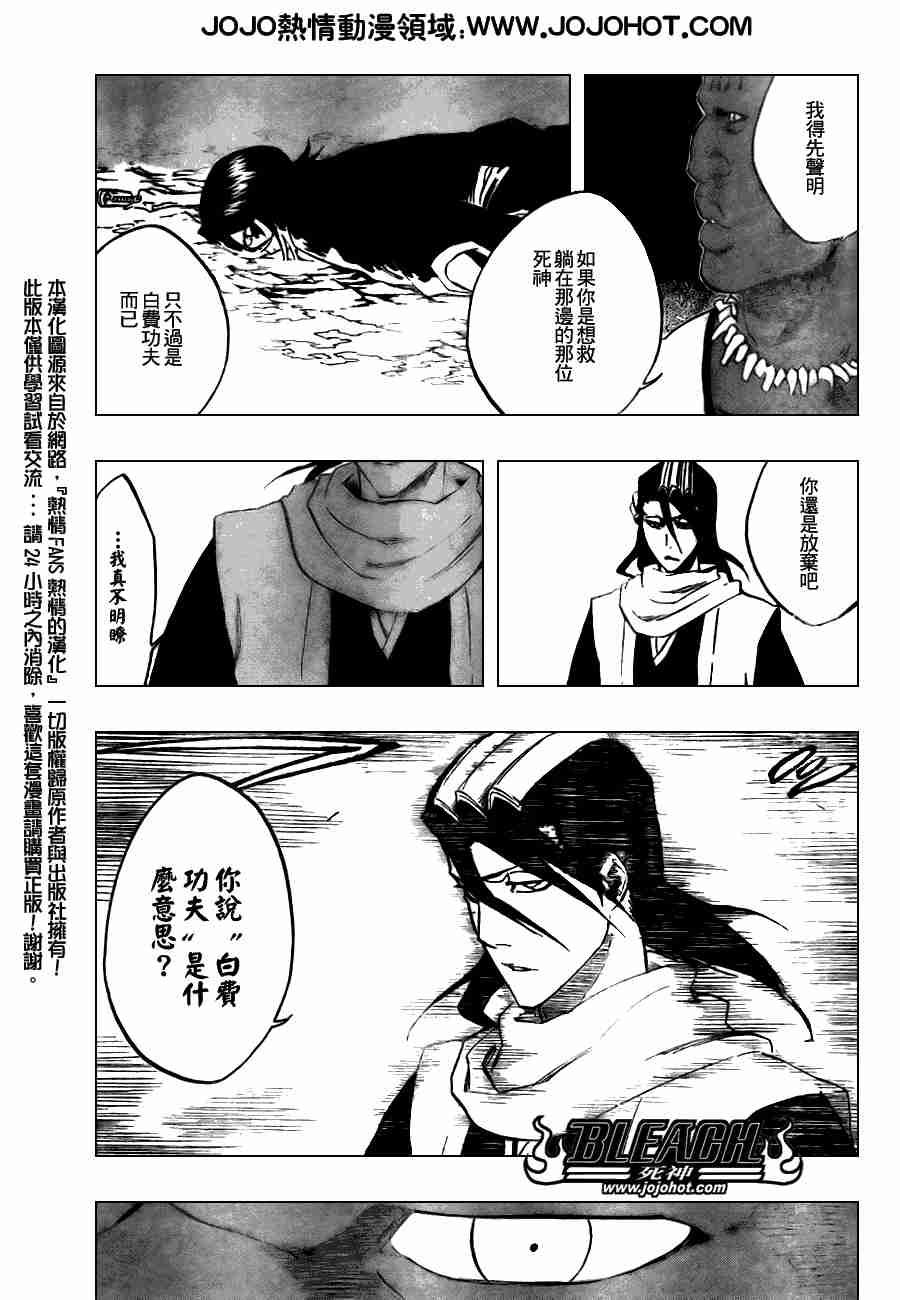 JOJO熱情動漫領域:WWW.JOJOHOT.COM
我得先聲明
如果你是想救
躺在那邊的那位
死神
只不過是
白費功夫
而已
你還是放棄吧
…我真不明瞭
你說"白費
功夫"是什
麼意思?
BLEACH
死神
www.jojohot.com
本漢化圖源來自於網路,『熱情FANS 熱情的漢化』一切版權歸原作者與出版社擁有!
此版本僅供學習試看交流... 請 24 小時之內消除,喜歡這套漫畫請購買正版!謝謝。